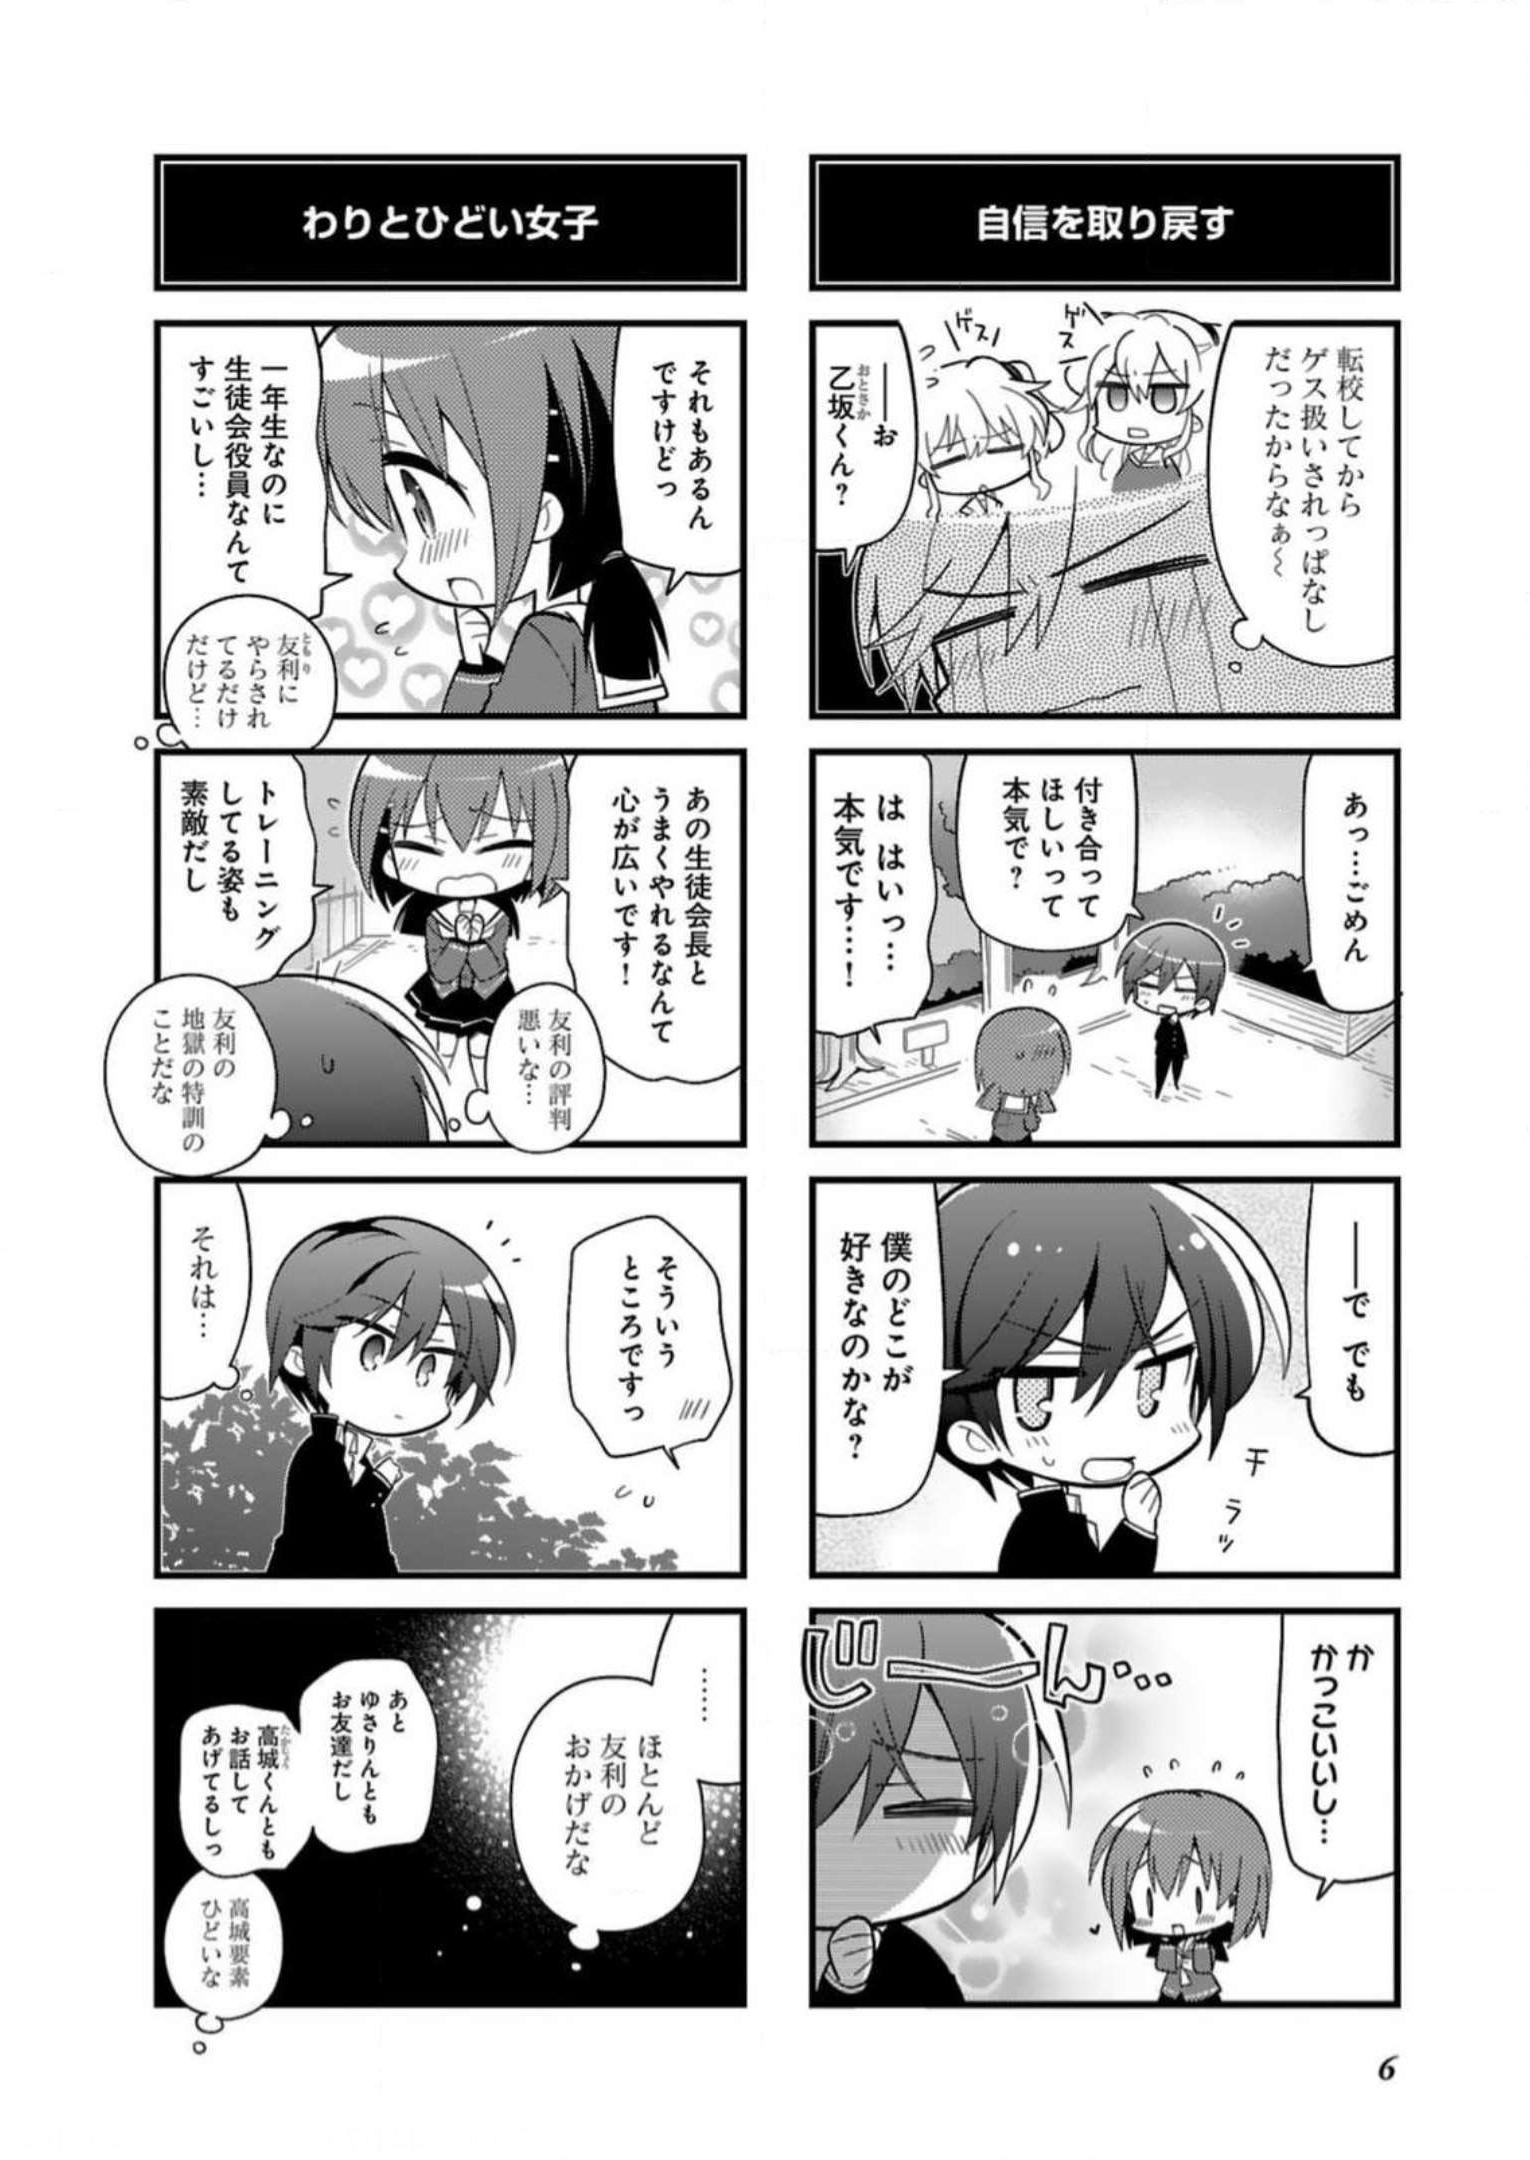 自信を取り戻す
転校してから
ゲス扱いされっぱなし
だったからなぁ～
ゲス
ゲス
――お
乙坂くん？
おとさか
あっ…ごめん
付き合って
ほしいって
本気で？
は はいっ…
本気です…！
――で でも
僕のどこが
好きなのかな？
チラッ
か
かっこいいし…
じーん…
わりとひどい女子
それもあるん
ですけどっ
一年生なのに
生徒会役員なんて
すごいし…
友利に
ともり
やらされ
てるだけ
だけど…
あの生徒会長と
うまくやれるなんて
心が広いです！
友利の評判
悪いな…
トレーニング
してる姿も
素敵だし
友利の
地獄の特訓の
ことだな
そういう
ところですっ
それは…
……
ほとんど
友利の
おかげだな
あと
ゆさりんとも
お友達だし
高城くんとも
たかじょう
お話して
あげてるしっ
高城要素
ひどいな
6